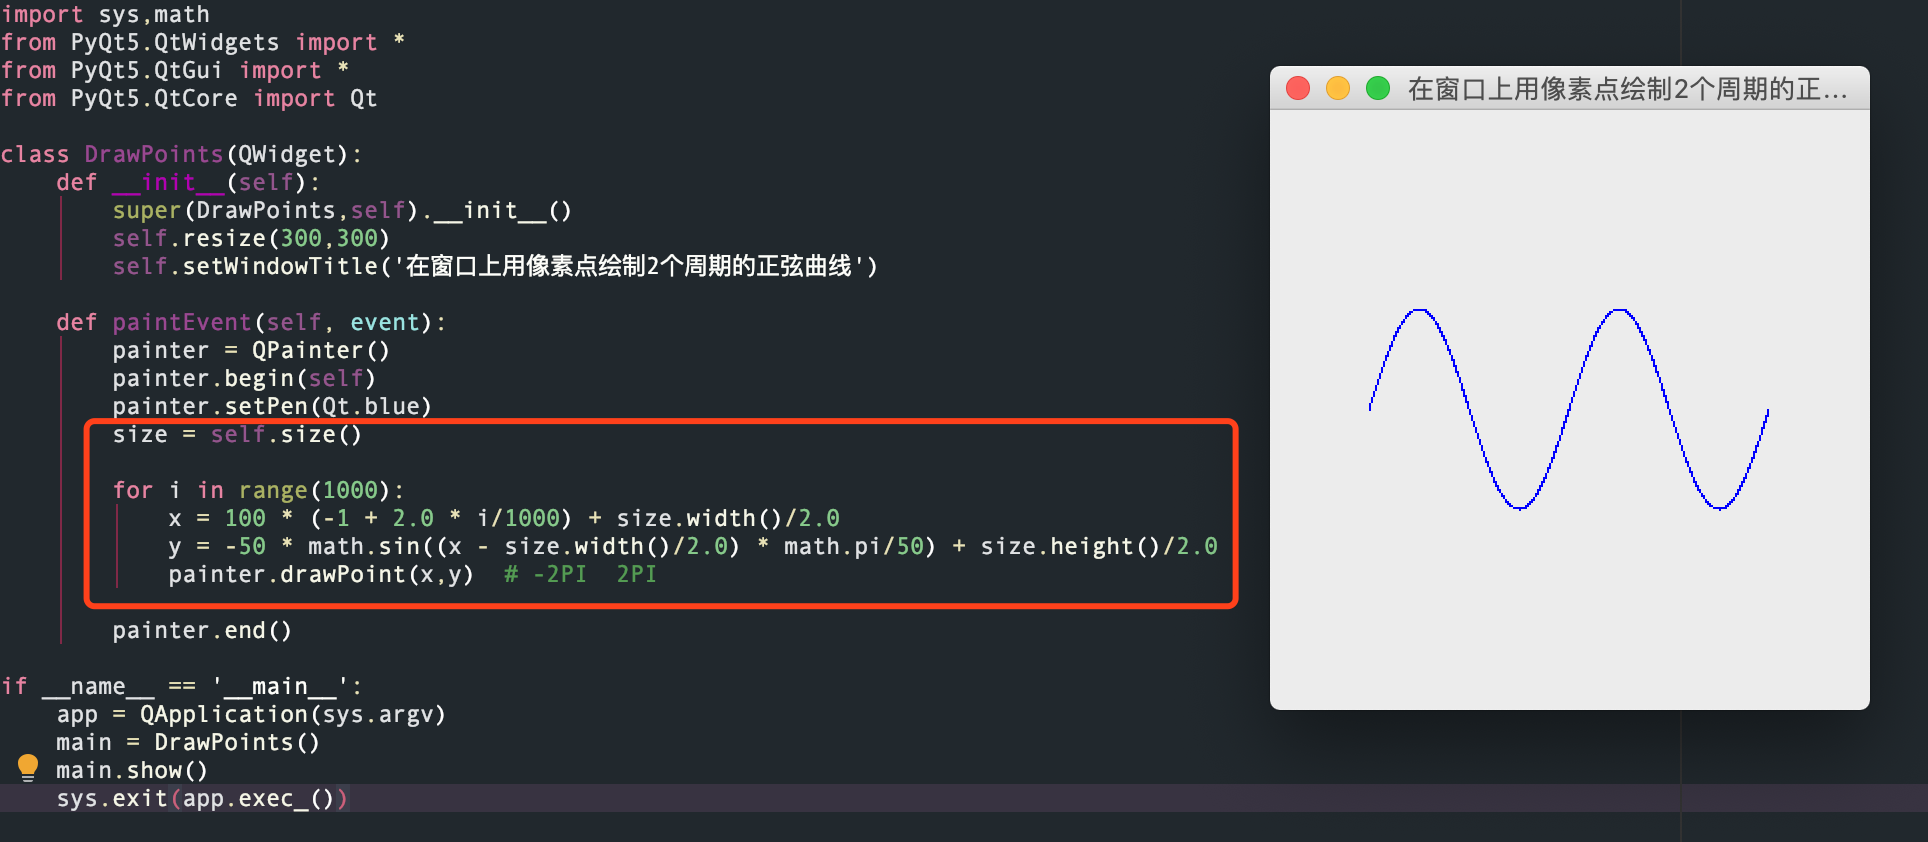 import sys,math
from PyQt5.QtWidgets import *
from PyQt5.QtGui import *
from PyQt5.QtCore import Qt
class DrawPoints(QWidget):
def __init__(self):
super(DrawPoints,self).__init__()
self.resize(300,300)
self.setWindowTitle('在窗口上用像素点绘制2个周期的正弦曲线')
def paintEvent(self, event):
painter = QPainter()
painter.begin(self)
painter.setPen(Qt.blue)
size = self.size()
for i in range(1000):
x = 100 * (-1 + 2.0 * i/1000) + size.width()/2.0
y = -50 * math.sin((x - size.width()/2.0) * math.pi/50) + size.height()/2.0
painter.drawPoint(x,y)  # -2PI  2PI
painter.end()
if __name__ == '__main__':
app = QApplication(sys.argv)
main = DrawPoints()
main.show()
sys.exit(app.exec_())
在窗口上用像素点绘制2个周期的正...